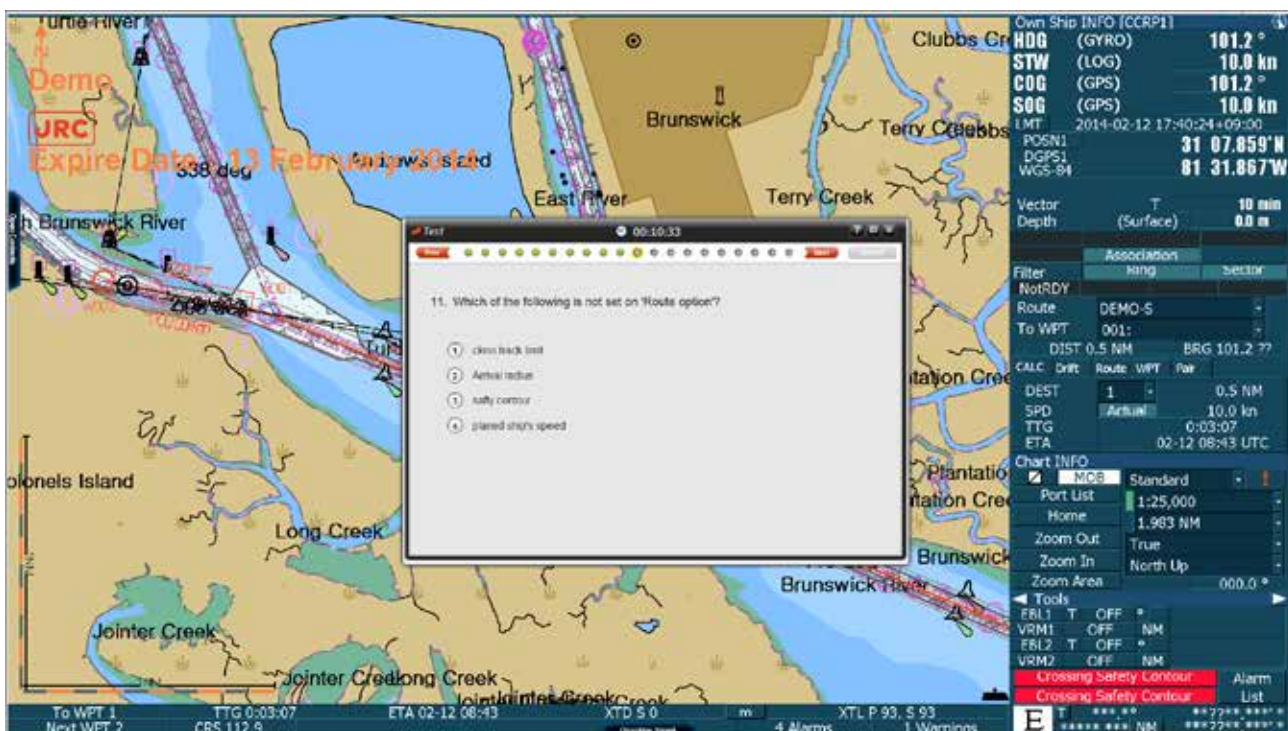 Turtle River
Clubbs Cr
Demo
JRC
Expire Date : 13 February 2014
Brunswick
Terry Creek
338 deg
Andrews Island
East River
Terry Creek
Brunswick River
Test
00:10:33
11. Which of the following is not set on 'Route option'?
1 cross track limit
2 Arrival radius
3 safty contour
4 planed ship's speed
Colonels Island
Long Creek
Plantatio
Brunswick
Brunswick River
Jointer Creek
Jointer Cree
Long Creek
Own Ship INFO [CCRP1]
HDG (GYRO) 101.2 °
STW (LOG) 10.0 kn
COG (GPS) 101.2 °
SOG (GPS) 10.0 kn
LMT 2014-02-12 17:40:24+09:00
POSN1 31 07.859'N
DGPS1
WGS-84 81 31.867'W
Vector T 10 min
Depth (Surface) 0.0 m
Association
Filter Ring Sector
NotRDY
Route DEMO-S
To WPT 001:
DIST 0.5 NM BRG 101.2 ??
CALC Drift Route WPT Pair
DEST 1 0.5 NM
SPD Actual 10.0 kn
TTG 0:03:07
ETA 02-12 08:43 UTC
Chart INFO
MOB Standard
Port List 1:25,000
Home 1.983 NM
Zoom Out True
Zoom In North Up
Zoom Area 000.0 °
Tools
EBL1 T OFF °
VRM1 OFF NM
EBL2 T OFF °
VRM2 OFF NM
Crossing Safety Contour Alarm
Crossing Safety Contour List
To WPT 1 TTG 0:03:07 ETA 02-12 08:43 XTD S 0 m XTL P 93, S 93
Next WPT 2 CRS 112.9 4 Alarms 1 Warnings
E T
NM